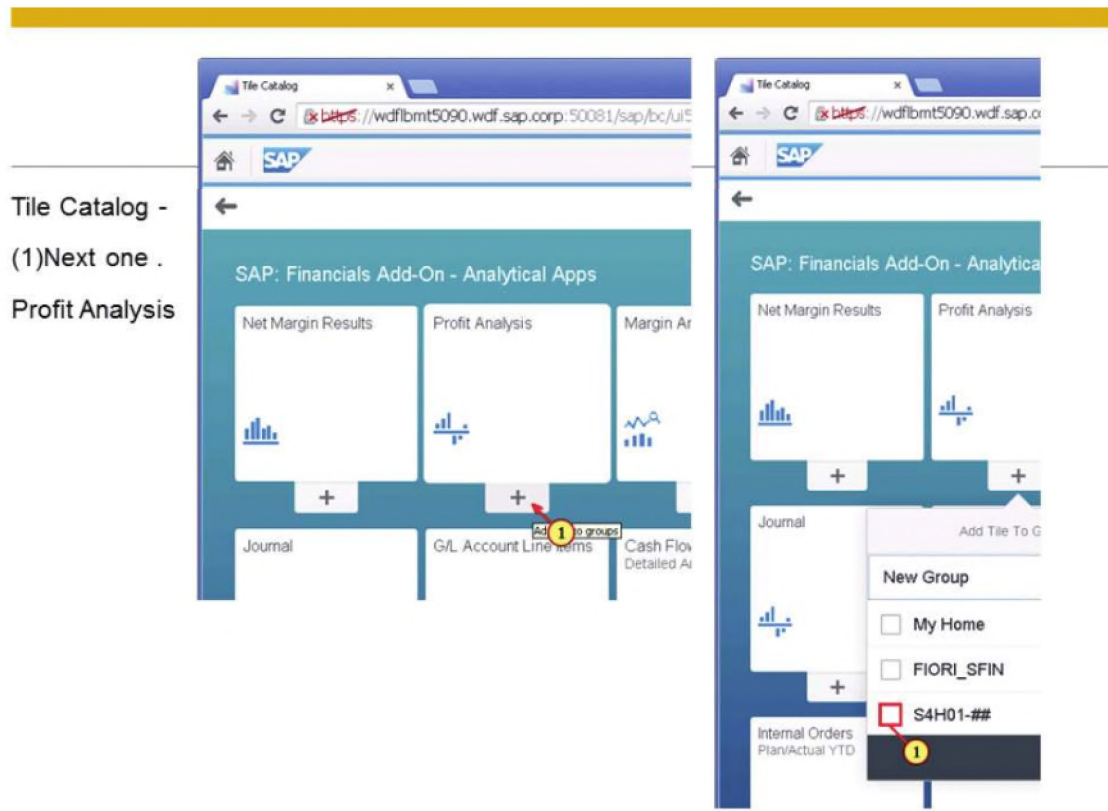 Tile Catalog -
(1)Next one .
Profit Analysis
Tile Catalog
https://wdflbmt5090.wdf.sap.corp:50081/sap/bc/ui5
SAP
SAP: Financials Add-On - Analytical Apps
Net Margin Results
Profit Analysis
Margin Ar
+
+
1
Journal
G/L Account Line Items
Cash Flow
Detailed A
Tile Catalog
https://wdflbmt5090.wdf.sap.co
SAP
SAP: Financials Add-On - Analytica
Net Margin Results
Profit Analysis
+
+
Journal
Add Tile To G
New Group
My Home
FIORI_SFIN
+
S4H01-##
Internal Orders
Plan/Actual YTD
1